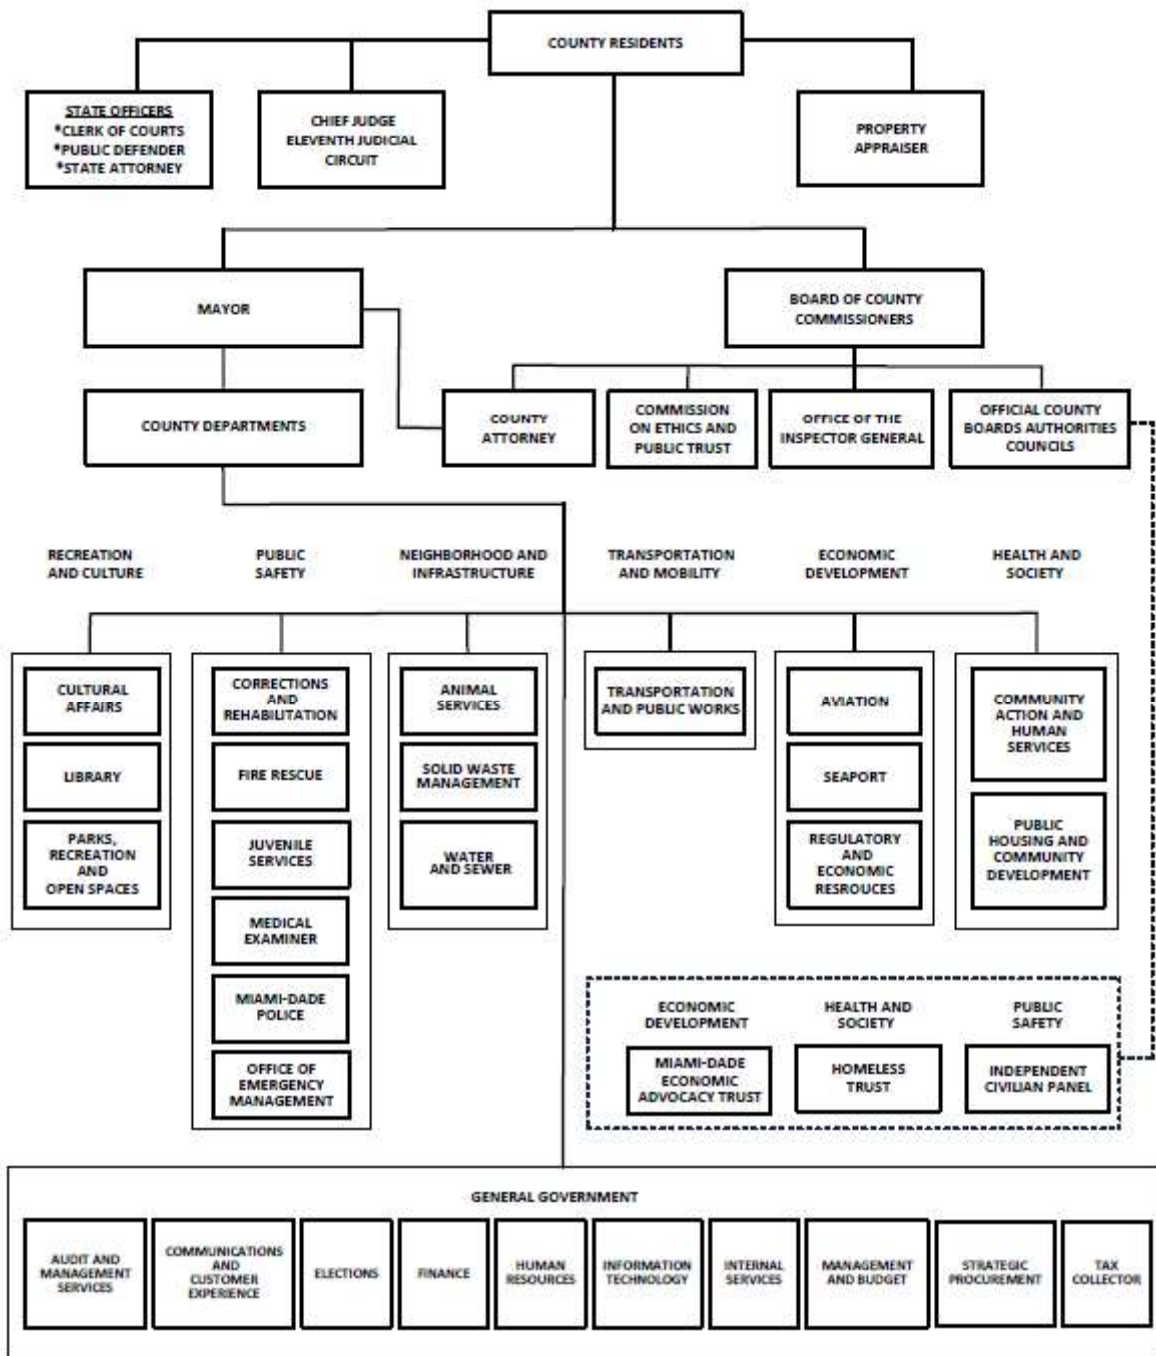 COUNTY RESIDENTS
STATE OFFICERS
*CLERK OF COURTS
*PUBLIC DEFENDER
*STATE ATTORNEY
CHIEF JUDGE
ELEVENTH JUDICIAL
CIRCUIT
PROPERTY
APPRAISER
MAYOR
BOARD OF COUNTY
COMMISSIONERS
COUNTY DEPARTMENTS
COUNTY
ATTORNEY
COMMISSION
ON ETHICS AND
PUBLIC TRUST
OFFICE OF THE
INSPECTOR GENERAL
OFFICIAL COUNTY
BOARDS AUTHORITIES
COUNCILS
RECREATION
AND CULTURE
PUBLIC
SAFETY
NEIGHBORHOOD AND
INFRASTRUCTURE
TRANSPORTATION
AND MOBILITY
ECONOMIC
DEVELOPMENT
HEALTH AND
SOCIETY
CULTURAL
AFFAIRS
LIBRARY
PARKS,
RECREATION
AND
OPEN SPACES
CORRECTIONS
AND
REHABILITATION
FIRE RESCUE
JUVENILE
SERVICES
MEDICAL
EXAMINER
MIAMI-DADE
POLICE
OFFICE OF
EMERGENCY
MANAGEMENT
ANIMAL
SERVICES
SOLID WASTE
MANAGEMENT
WATER
AND SEWER
TRANSPORTATION
AND PUBLIC WORKS
AVIATION
SEAPORT
REGULATORY
AND
ECONOMIC
RESROUCES
COMMUNITY
ACTION AND
HUMAN
SERVICES
PUBLIC
HOUSING AND
COMMUNITY
DEVELOPMENT
ECONOMIC
DEVELOPMENT
MIAMI-DADE
ECONOMIC
ADVOCACY TRUST
HEALTH AND
SOCIETY
HOMELESS
TRUST
PUBLIC
SAFETY
INDEPENDENT
CIVILIAN PANEL
GENERAL GOVERNMENT
AUDIT AND
MANAGEMENT
SERVICES
COMMUNICATIONS
AND
CUSTOMER
EXPERIENCE
ELECTIONS
FINANCE
HUMAN
RESOURCES
INFORMATION
TECHNOLOGY
INTERNAL
SERVICES
MANAGEMENT
AND BUDGET
STRATEGIC
PROCUREMENT
TAX
COLLECTOR